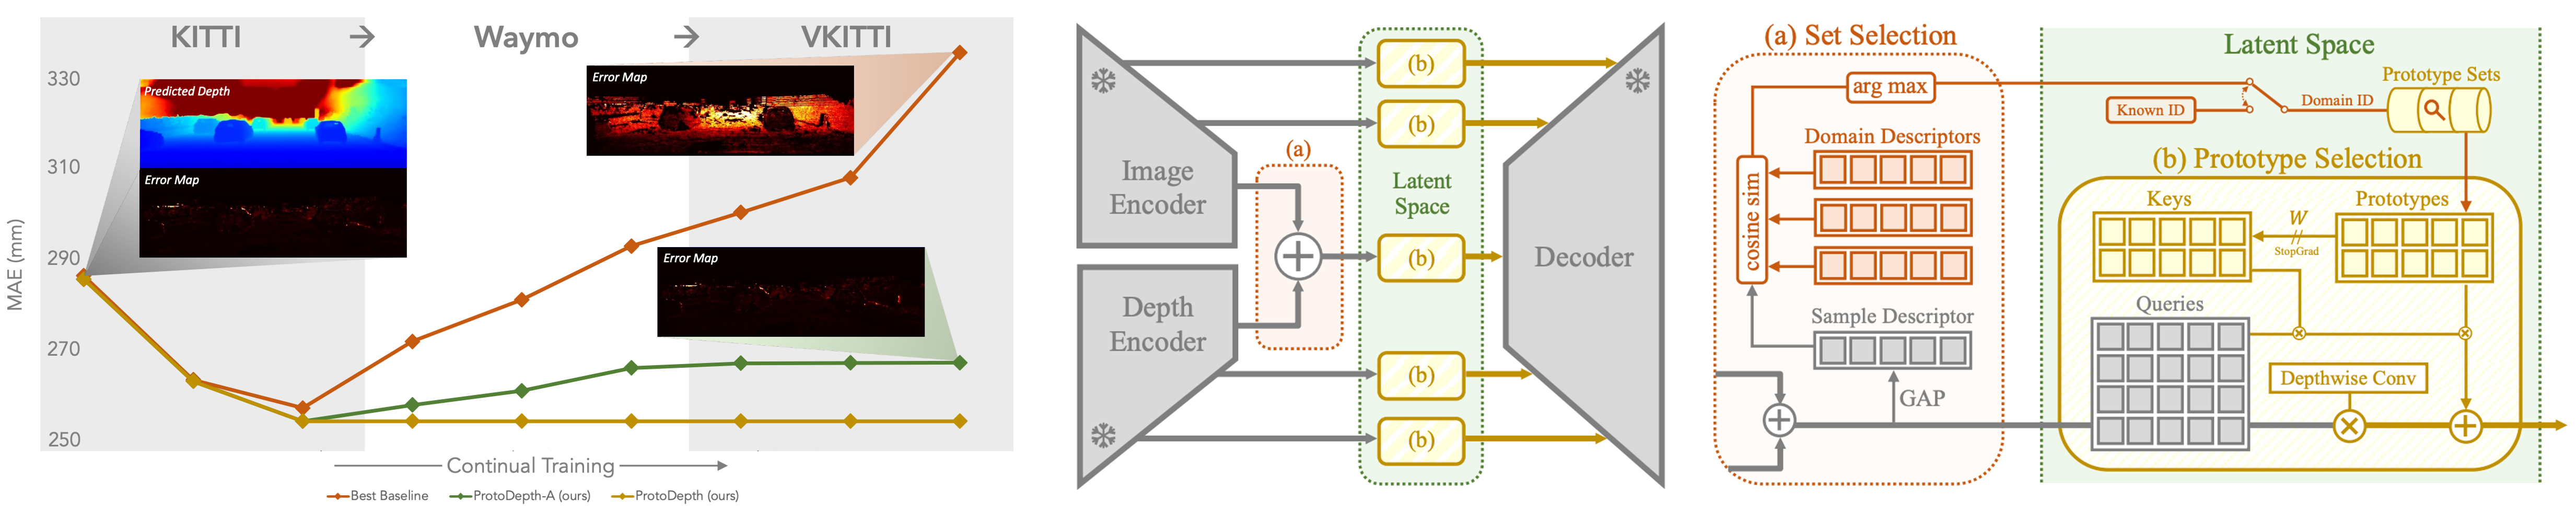 KITTI → Waymo → VKITTI
330
310
290
270
250
MAE (mm)
Predicted Depth
Error Map
Error Map
Error Map
Continual Training
Best Baseline
ProtoDepth-A (ours)
ProtoDepth (ours)
Image
Encoder
Depth
Encoder
(a)
(b)
(b)
Latent
Space
(b)
(b)
(b)
Decoder
(a) Set Selection
arg max
Domain Descriptors
cosine sim
Sample Descriptor
GAP
Latent Space
Known ID
Domain ID
Prototype Sets
(b) Prototype Selection
Keys
W
StopGrad
Prototypes
Queries
Depthwise Conv